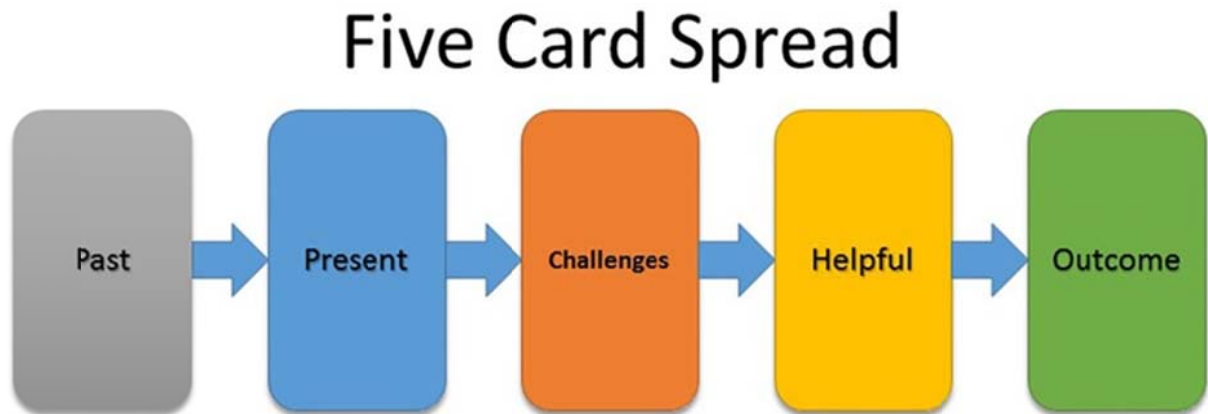 Five Card Spread
Past
Present
Challenges
Helpful
Outcome